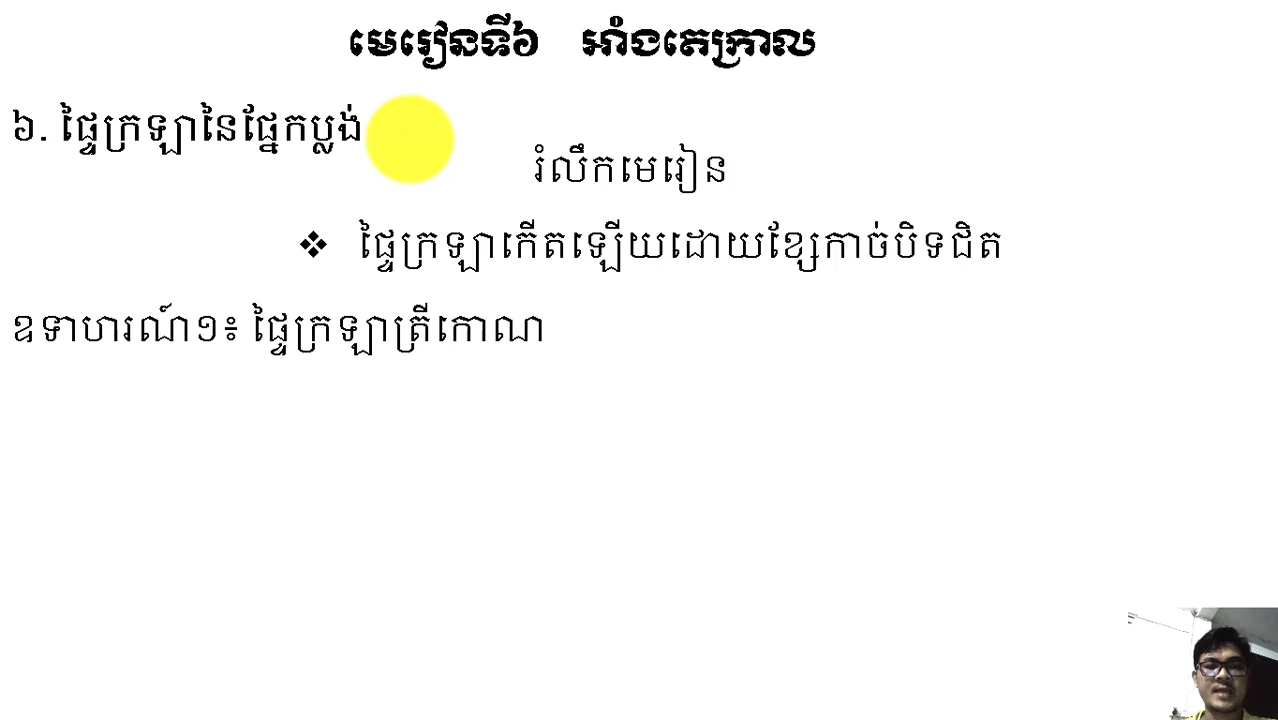 មេរៀនទី៦ អាំងតេក្រាល
៦. ផ្ទៃក្រឡានៃផ្នែកប្លង់
រំលឹកមេរៀន
❖ ផ្ទៃក្រឡាកើតឡើយដោយខ្សែកោងបិទជិត
ឧទាហរណ៍១៖ ផ្ទៃក្រឡាត្រីកោណ